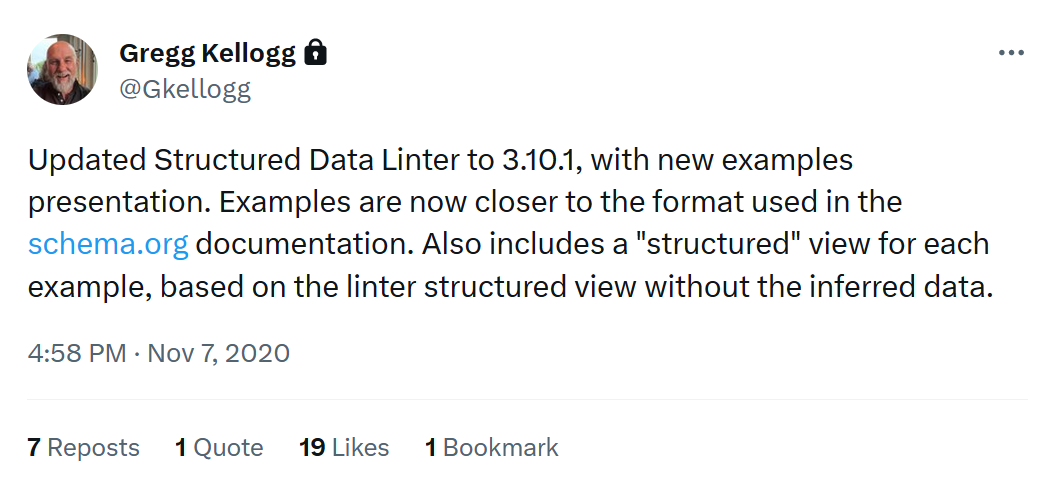 Gregg Kellogg
@Gkellogg
Updated Structured Data Linter to 3.10.1, with new examples
presentation. Examples are now closer to the format used in the
schema.org documentation. Also includes a "structured" view for each
example, based on the linter structured view without the inferred data.
4:58 PM · Nov 7, 2020
7 Reposts 1 Quote 19 Likes 1 Bookmark